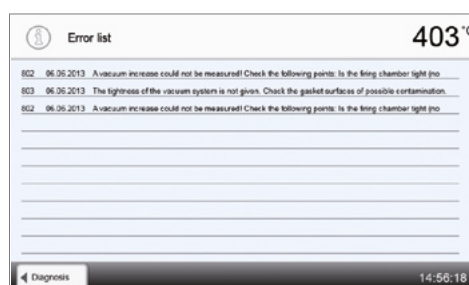 Error list
403 °C
802 06.06.2013 A vacuum increase could not be measured! Check the following points: Is the firing chamber tight (no
803 06.06.2013 The tightness of the vacuum system is not given. Check the gasket surfaces of possible contamination.
802 06.06.2013 A vacuum increase could not be measured! Check the following points: Is the firing chamber tight (no
Diagnosis
14:56:18